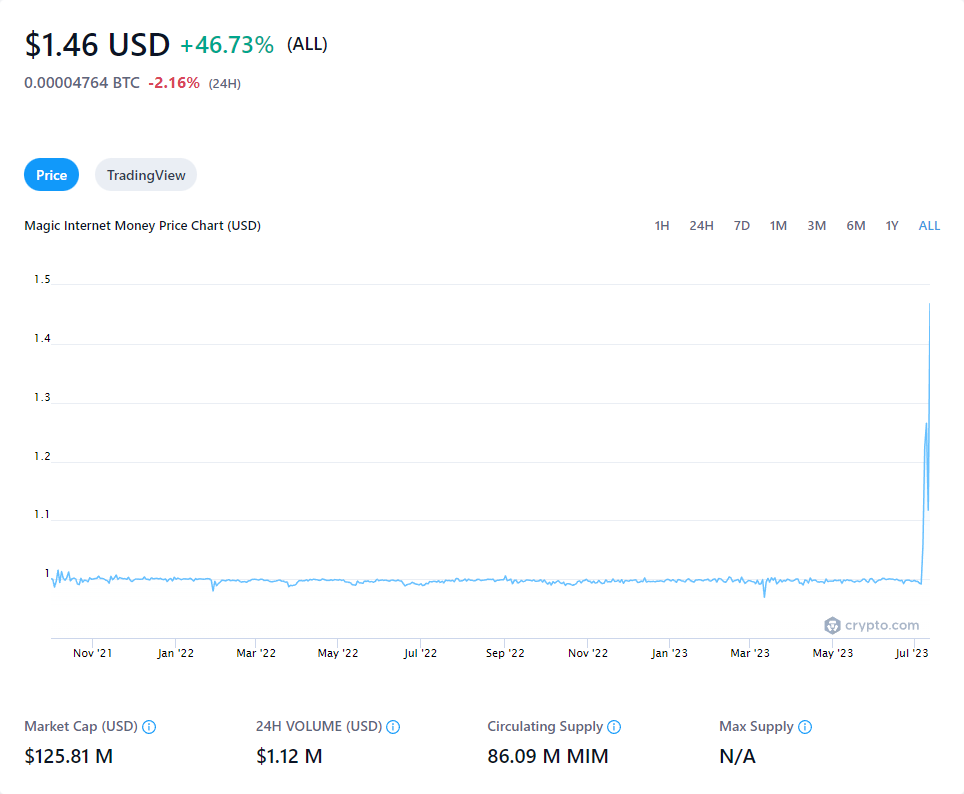 $1.46 USD +46.73% (ALL)
0.00004764 BTC -2.16% (24H)
Price TradingView
Magic Internet Money Price Chart (USD) 1H 24H 7D 1M 3M 6M 1Y ALL
1.5
1.4
1.3
1.2
1.1
1
crypto.com
Nov '21 Jan '22 Mar '22 May '22 Jul '22 Sep '22 Nov '22 Jan '23 Mar '23 May '23 Jul '23
Market Cap (USD) 24H VOLUME (USD) Circulating Supply Max Supply
$125.81 M $1.12 M 86.09 M MIM N/A